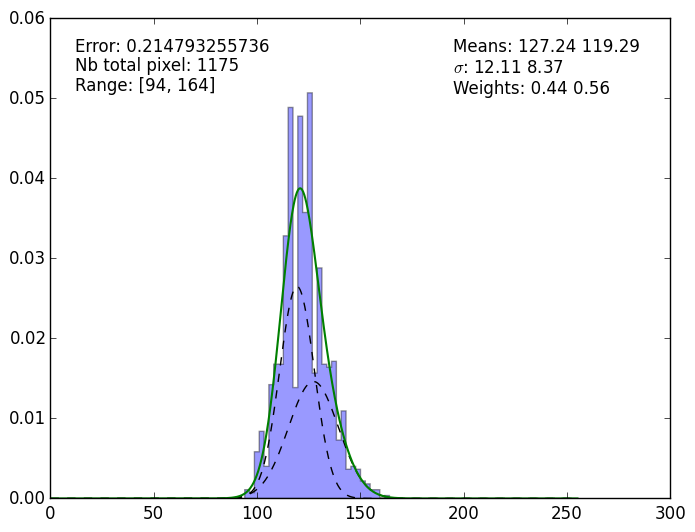 0.06
0.05
0.04
0.03
0.02
0.01
0.00
Error: 0.214793255736
Nb total pixel: 1175
Range: [94, 164]
Means: 127.24 119.29
σ: 12.11 8.37
Weights: 0.44 0.56
0 50 100 150 200 250 300